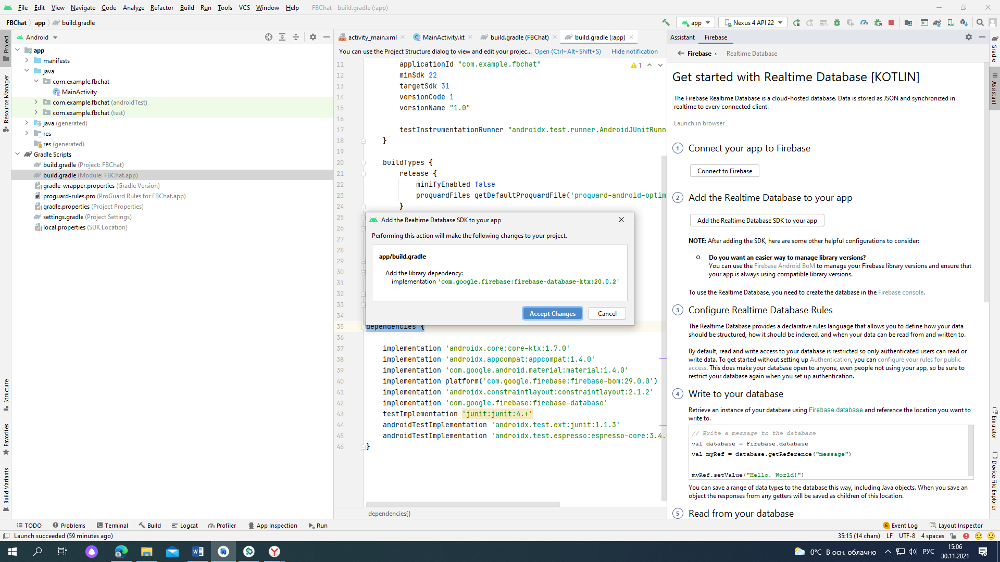 File Edit View Navigate Code Analyze Refactor Build Run Tools VCS Window Help FBChat - build.gradle (:app)
FBChat app build.gradle
app Nexus 4 API 22
Project
Resource Manager
Structure
Favorites
Build Variants
Android
app
manifests
java
com.example.fbchat
MainActivity
com.example.fbchat (androidTest)
com.example.fbchat (test)
java (generated)
res
res (generated)
Gradle Scripts
build.gradle (Project: FBChat)
build.gradle (Module: FBChat.app)
gradle-wrapper.properties (Gradle Version)
proguard-rules.pro (ProGuard Rules for FBChat.app)
gradle.properties (Project Properties)
settings.gradle (Project Settings)
local.properties (SDK Location)
activity_main.xml MainActivity.kt build.gradle (FBChat) build.gradle (:app)
You can use the Project Structure dialog to view and edit your projec... Open (Ctrl+Alt+Shift+S) Hide notification
1
11 applicationId "com.example.fbchat"
12 minSdk 22
13 targetSdk 31
14 versionCode 1
15 versionName "1.0"
16
17 testInstrumentationRunner "androidx.test.runner.AndroidJUnitRunn
18 }
19
20 buildTypes {
21 release {
22 minifyEnabled false
23 proguardFiles getDefaultProguardFile('proguard-android-optim
24 }
25
26
27
28
29
30
31
32
33
34
35 dependencies {
36
37 implementation 'androidx.core:core-ktx:1.7.0'
38 implementation 'androidx.appcompat:appcompat:1.4.0'
39 implementation 'com.google.android.material:material:1.4.0'
40 implementation platform('com.google.firebase:firebase-bom:29.0.0')
41 implementation 'androidx.constraintlayout:constraintlayout:2.1.2'
42 implementation 'com.google.firebase:firebase-database'
43 testImplementation 'junit:junit:4.+'
44 androidTestImplementation 'androidx.test.ext:junit:1.1.3'
45 androidTestImplementation 'androidx.test.espresso:espresso-core:3.4.
46 }
dependencies{}
Add the Realtime Database SDK to your app
Performing this action will make the following changes to your project.
app/build.gradle
Add the library dependency:
implementation 'com.google.firebase:firebase-database-ktx:20.0.2'
Accept Changes Cancel
Assistant Firebase
Firebase › Realtime Database
Get started with Realtime Database [KOTLIN]
The Firebase Realtime Database is a cloud-hosted database. Data is stored as JSON and synchronized in
realtime to every connected client.
Launch in browser
1 Connect your app to Firebase
Connect to Firebase
2 Add the Realtime Database to your app
Add the Realtime Database SDK to your app
NOTE: After adding the SDK, here are some other helpful configurations to consider:
Do you want an easier way to manage library versions?
You can use the Firebase Android BoM to manage your Firebase library versions and ensure that
your app is always using compatible library versions.
To use the Realtime Database, you need to create the database in the Firebase console.
3 Configure Realtime Database Rules
The Realtime Database provides a declarative rules language that allows you to define how your data
should be structured, how it should be indexed, and when your data can be read from and written to.
By default, read and write access to your database is restricted so only authenticated users can read or
write data. To get started without setting up Authentication, you can configure your rules for public
access. This does make your database open to anyone, even people not using your app, so be sure to
restrict your database again when you set up authentication.
4 Write to your database
Retrieve an instance of your database using Firebase.database and reference the location you want to
write to.
// Write a message to the database
val database = Firebase.database
val myRef = database.getReference("message")
myRef.setValue("Hello, World!")
You can save a range of data types to the database this way, including Java objects. When you save an
object the responses from any getters will be saved as children of this location.
5 Read from your database
Gradle
Assistant
Emulator
Device File Explorer
TODO Problems Terminal Build Logcat Profiler App Inspection Run 6 Event Log Layout Inspector
Launch succeeded (59 minutes ago) 35:15 (14 chars) LF UTF-8 4 spaces
0°C В осн. облачно РУС 15:06
30.11.2021